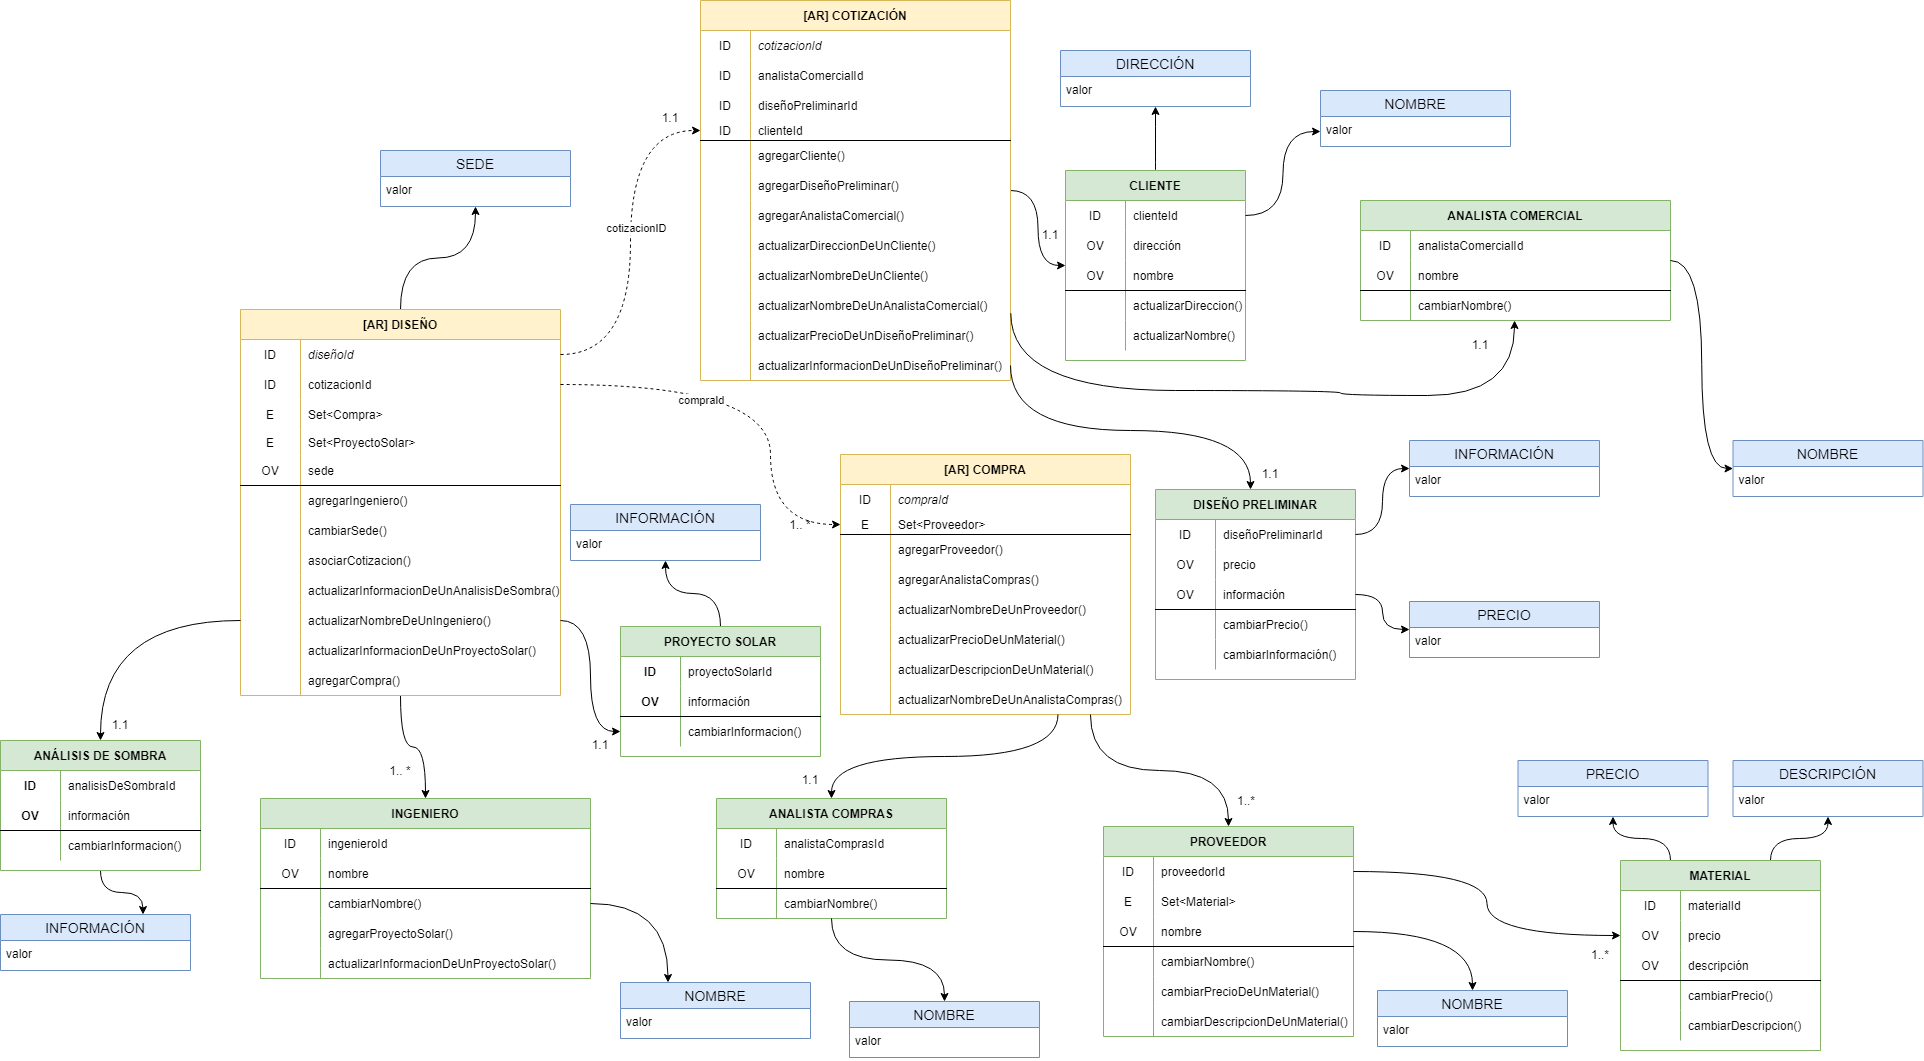 [AR] COTIZACIÓN
ID cotizacionId
ID analistaComercialId
ID diseñoPreliminarId
ID clienteId
agregarCliente()
agregarDiseñoPreliminar()
agregarAnalistaComercial()
actualizarDireccionDeUnCliente()
actualizarNombreDeUnCliente()
actualizarNombreDeUnAnalistaComercial()
actualizarPrecioDeUnDiseñoPreliminar()
actualizarInformacionDeUnDiseñoPreliminar()
DIRECCIÓN
valor
NOMBRE
valor
1.1
cotizacionID
SEDE
valor
CLIENTE
ID clienteId
OV dirección
OV nombre
actualizarDireccion()
actualizarNombre()
1.1
ANALISTA COMERCIAL
ID analistaComercialId
OV nombre
cambiarNombre()
1.1
[AR] DISEÑO
ID diseñoId
ID cotizacionId
E Set<Compra>
E Set<ProyectoSolar>
OV sede
agregarIngeniero()
cambiarSede()
asociarCotizacion()
actualizarInformacionDeUnAnalisisDeSombra()
actualizarNombreDeUnIngeniero()
actualizarInformacionDeUnProyectoSolar()
agregarCompra()
compraId
1.. *
[AR] COMPRA
ID compraId
E Set<Proveedor>
agregarProveedor()
agregarAnalistaCompras()
actualizarNombreDeUnProveedor()
actualizarPrecioDeUnMaterial()
actualizarDescripcionDeUnMaterial()
actualizarNombreDeUnAnalistaCompras()
1.1
DISEÑO PRELIMINAR
ID diseñoPreliminarId
OV precio
OV información
cambiarPrecio()
cambiarInformación()
INFORMACIÓN
valor
NOMBRE
valor
PRECIO
valor
INFORMACIÓN
valor
PROYECTO SOLAR
ID proyectoSolarId
OV información
cambiarInformacion()
1.1
1.1
ANÁLISIS DE SOMBRA
ID analisisDeSombraId
OV información
cambiarInformacion()
INFORMACIÓN
valor
1.. *
INGENIERO
ID ingenieroId
OV nombre
cambiarNombre()
agregarProyectoSolar()
actualizarInformacionDeUnProyectoSolar()
NOMBRE
valor
1.1
ANALISTA COMPRAS
ID analistaComprasId
OV nombre
cambiarNombre()
NOMBRE
valor
1..*
PROVEEDOR
ID proveedorId
E Set<Material>
OV nombre
cambiarNombre()
cambiarPrecioDeUnMaterial()
cambiarDescripcionDeUnMaterial()
NOMBRE
valor
PRECIO
valor
DESCRIPCIÓN
valor
1..*
MATERIAL
ID materialId
OV precio
OV descripción
cambiarPrecio()
cambiarDescripcion()